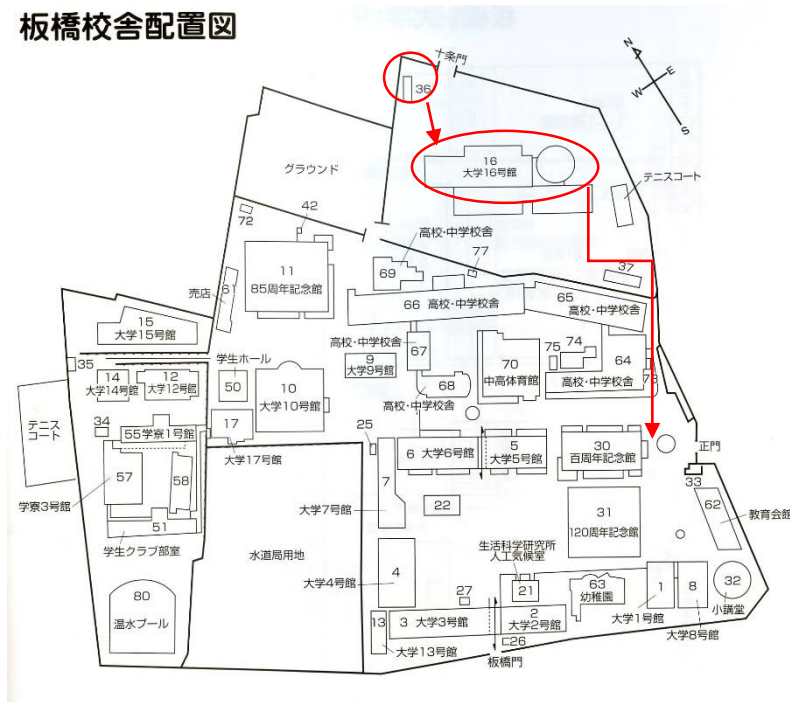 板橋校舎配置図
十条門
36
N
E
W
S
16
大学16号館
グラウンド
テニスコート
42
72
高校・中学校舎
77
69
37
11
85周年記念館
61
売店
66 高校・中学校舎
65
高校・中学校舎
15
大学15号館
高校・中学校舎
67
9
大学9号館
70
中高体育館
75
74
64
73
高校・中学校舎
35
学生ホール
50
14
大学14号館
12
大学12号館
10
大学10号館
68
高校・中学校舎
テニス
コート
34
17
大学17号館
55学寮1号館
25
6 大学6号館
5
大学5号館
30
百周年記念館
正門
33
57
58
学寮3号館
7
大学7号館
22
31
120周年記念館
62
教育会館
51
学生クラブ部室
水道局用地
生活科学研究所
人工気候室
21
大学4号館
4
63
幼稚園
1
8
32
小講堂
80
温水プール
27
13
3 大学3号館
2
大学2号館
大学1号館
大学8号館
26
大学13号館
板橋門